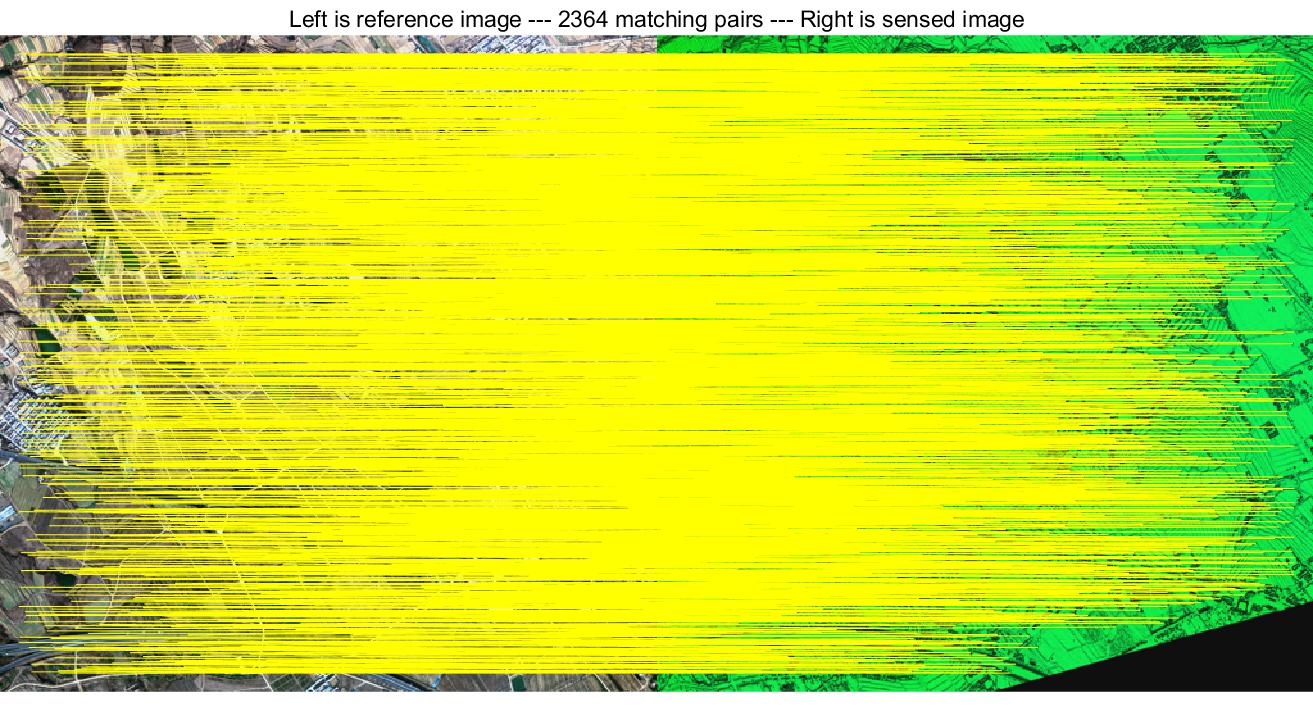 Left is reference image --- 2364 matching pairs --- Right is sensed image